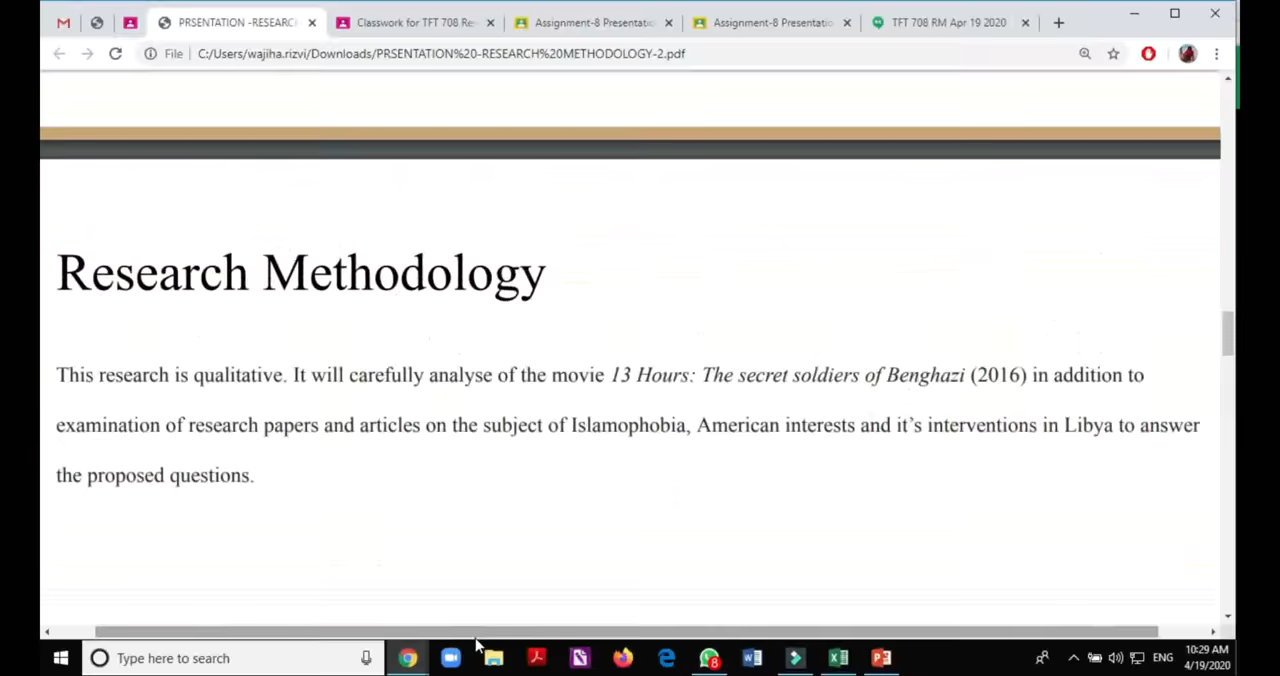 PRSENTATION -RESEARC
Classwork for TFT 708 Re
Assignment-8 Presentatio
Assignment-8 Presentatio
TFT 708 RM Apr 19 2020
File
C:/Users/wajiha.rizvi/Downloads/PRSENTATION%20-RESEARCH%20METHODOLOGY-2.pdf
Research Methodology
This research is qualitative. It will carefully analyse of the movie 13 Hours: The secret soldiers of Benghazi (2016) in addition to
examination of research papers and articles on the subject of Islamophobia, American interests and it's interventions in Libya to answer
the proposed questions.
Type here to search
8
ENG
10:29 AM
4/19/2020